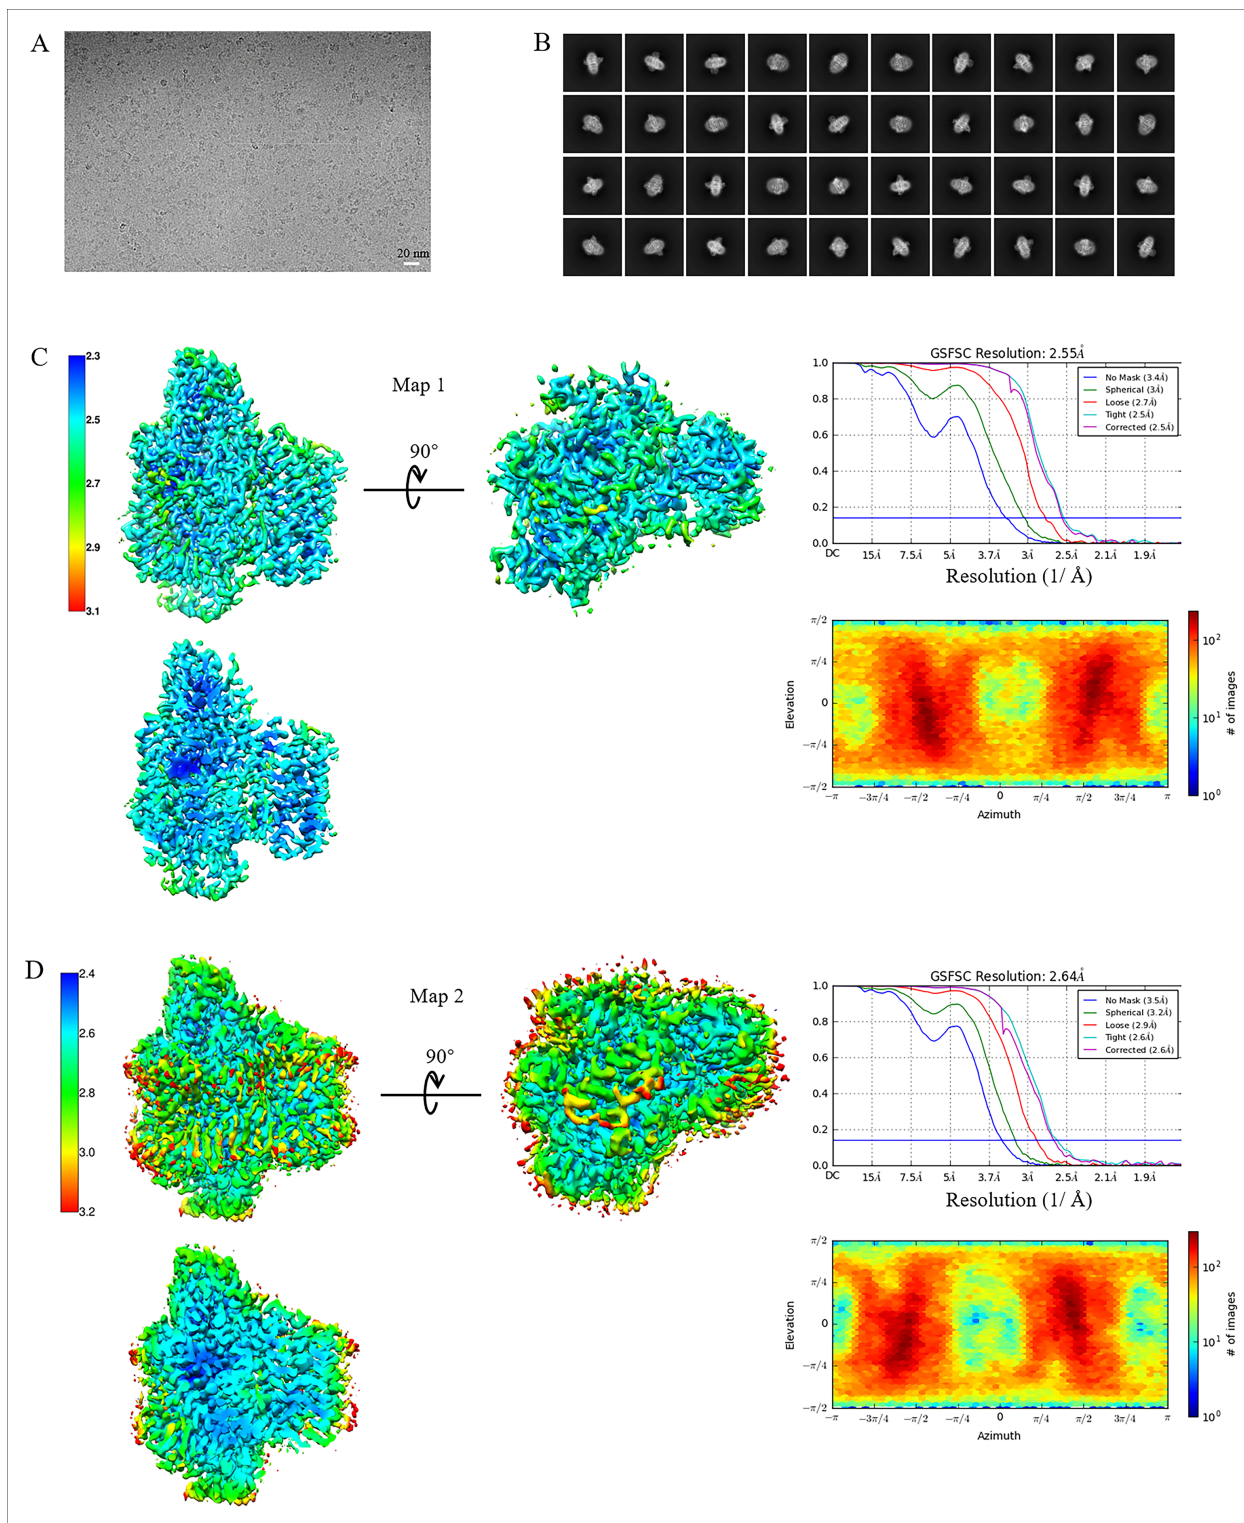 A
B
20 nm
C
2.3
2.5
2.7
2.9
3.1
Map 1
90°
GSFSC Resolution: 2.55Å
1.0
0.8
0.6
0.4
0.2
0.0
No Mask (3.4Å)
Spherical (3Å)
Loose (2.7Å)
Tight (2.5Å)
Corrected (2.5Å)
DC 15Å 7.5Å 5Å 3.7Å 3Å 2.5Å 2.1Å 1.9Å
Resolution (1/ Å)
π/2
π/4
0
−π/4
−π/2
Elevation
−π −3π/4 −π/2 −π/4 0 π/4 π/2 3π/4 π
Azimuth
10²
10¹
10⁰
# of images
D
2.4
2.6
2.8
3.0
3.2
Map 2
90°
GSFSC Resolution: 2.64Å
1.0
0.8
0.6
0.4
0.2
0.0
No Mask (3.5Å)
Spherical (3.2Å)
Loose (2.9Å)
Tight (2.6Å)
Corrected (2.6Å)
DC 15Å 7.5Å 5Å 3.7Å 3Å 2.5Å 2.1Å 1.9Å
Resolution (1/ Å)
π/2
π/4
0
−π/4
−π/2
Elevation
−π −3π/4 −π/2 −π/4 0 π/4 π/2 3π/4 π
Azimuth
10²
10¹
10⁰
# of images